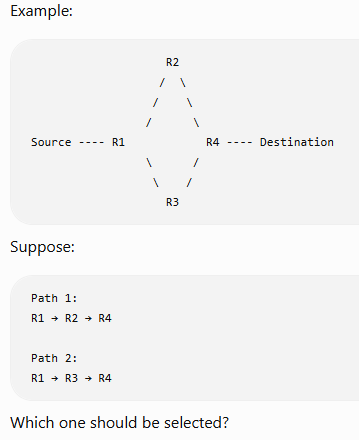 Example:
R2
/ \
/ \
/ \
Source ---- R1 R4 ---- Destination
\ /
\ /
R3
Suppose:
Path 1:
R1 → R2 → R4
Path 2:
R1 → R3 → R4
Which one should be selected?